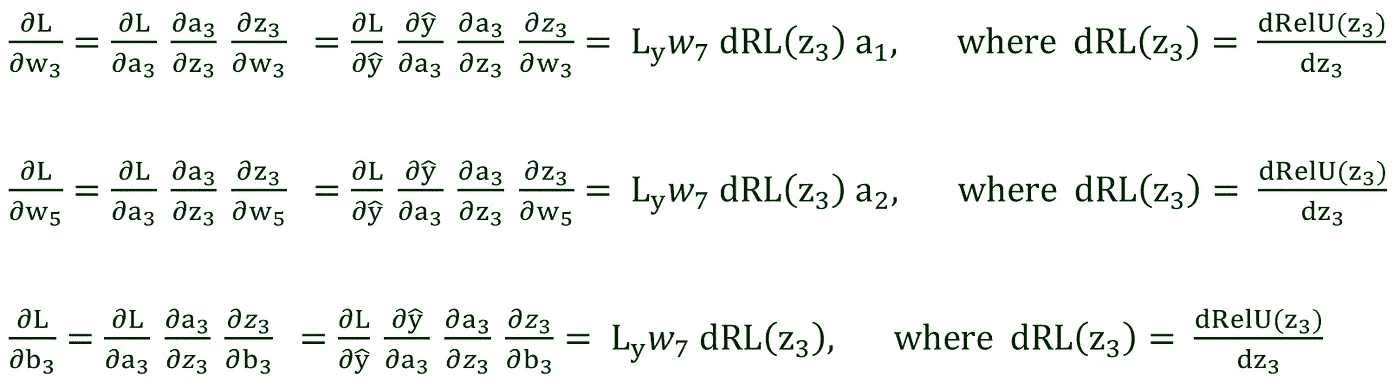 ∂L/∂w₃ = ∂L/∂a₃ ∂a₃/∂z₃ ∂z₃/∂w₃ = ∂L/∂ŷ ∂ŷ/∂a₃ ∂a₃/∂z₃ ∂z₃/∂w₃ = L_y w₇ dRL(z₃) a₁, where dRL(z₃) = dRelU(z₃)/dz₃
∂L/∂w₅ = ∂L/∂a₃ ∂a₃/∂z₃ ∂z₃/∂w₅ = ∂L/∂ŷ ∂ŷ/∂a₃ ∂a₃/∂z₃ ∂z₃/∂w₅ = L_y w₇ dRL(z₃) a₂, where dRL(z₃) = dRelU(z₃)/dz₃
∂L/∂b₃ = ∂L/∂a₃ ∂a₃/∂z₃ ∂z₃/∂b₃ = ∂L/∂ŷ ∂ŷ/∂a₃ ∂a₃/∂z₃ ∂z₃/∂b₃ = L_y w₇ dRL(z₃), where dRL(z₃) = dRelU(z₃)/dz₃